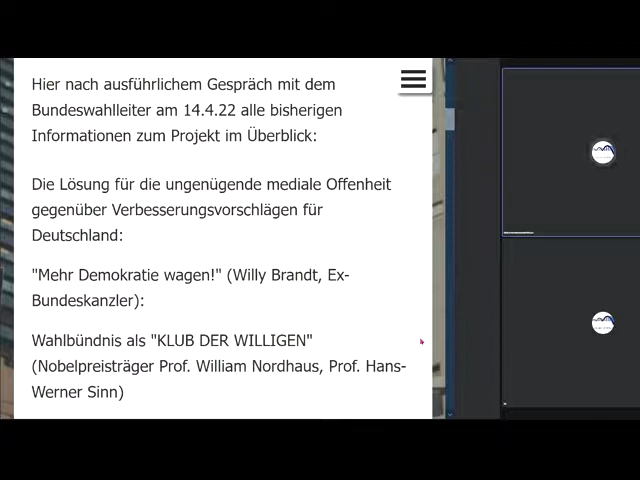 Hier nach ausführlichem Gespräch mit dem
Bundeswahlleiter am 14.4.22 alle bisherigen
Informationen zum Projekt im Überblick:
Die Lösung für die ungenügende mediale Offenheit
gegenüber Verbesserungsvorschlägen für
Deutschland:
"Mehr Demokratie wagen!" (Willy Brandt, Ex-
Bundeskanzler):
Wahlbündnis als "KLUB DER WILLIGEN"
(Nobelpreisträger Prof. William Nordhaus, Prof. Hans-
Werner Sinn)